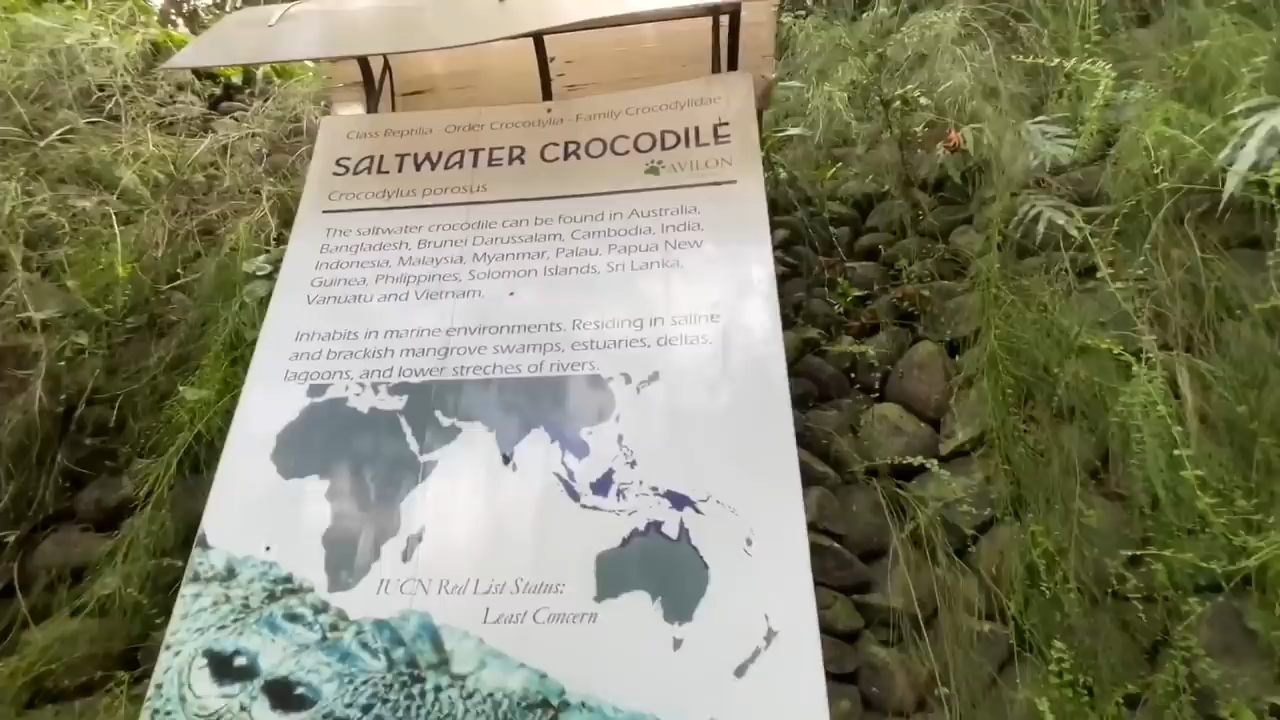 Class Reptilia - Order Crocodylia - Family Crocodylidae
SALTWATER CROCODILE
AVILON
Crocodylus porosus
The saltwater crocodile can be found in Australia,
Bangladesh, Brunei Darussalam, Cambodia, India,
Indonesia, Malaysia, Myanmar, Palau, Papua New
Guinea, Philippines, Solomon Islands, Sri Lanka,
Vanuatu and Vietnam.
Inhabits in marine environments. Residing in saline
and brackish mangrove swamps, estuaries, deltas,
lagoons, and lower streches of rivers.
IUCN Red List Status:
Least Concern